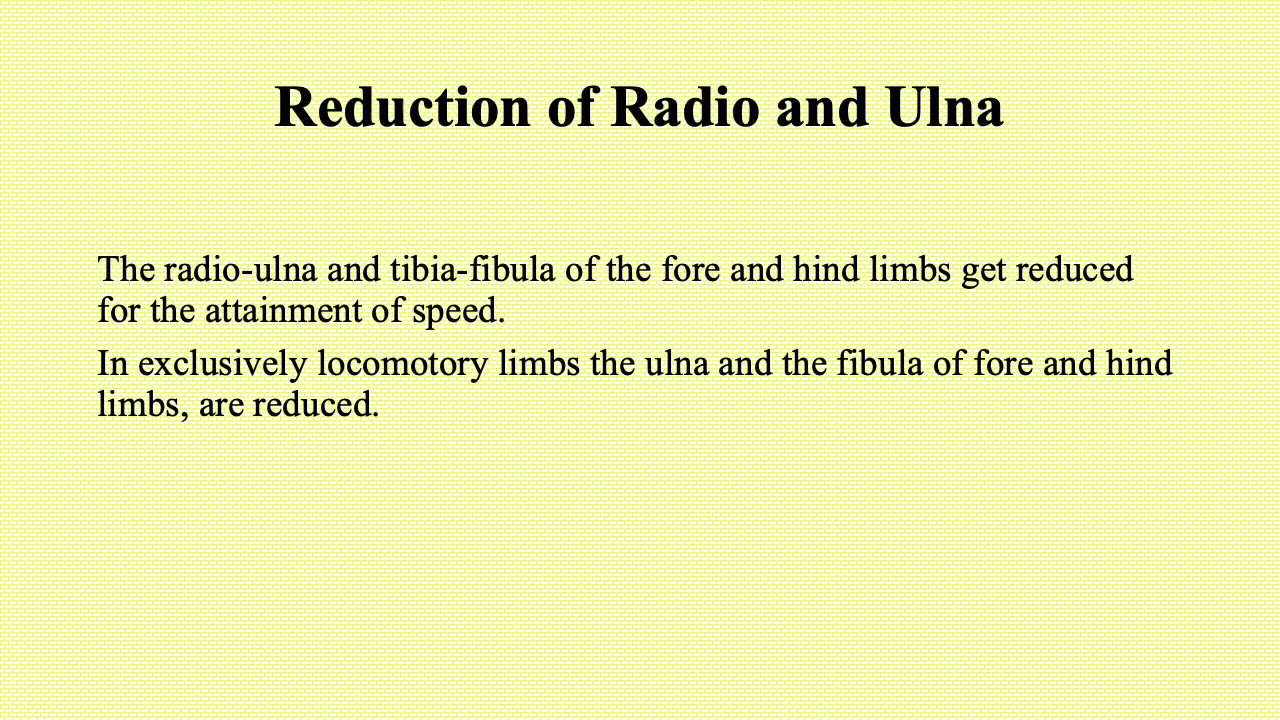 Reduction of Radio and Ulna
The radio-ulna and tibia-fibula of the fore and hind limbs get reduced
for the attainment of speed.
In exclusively locomotory limbs the ulna and the fibula of fore and hind
limbs, are reduced.